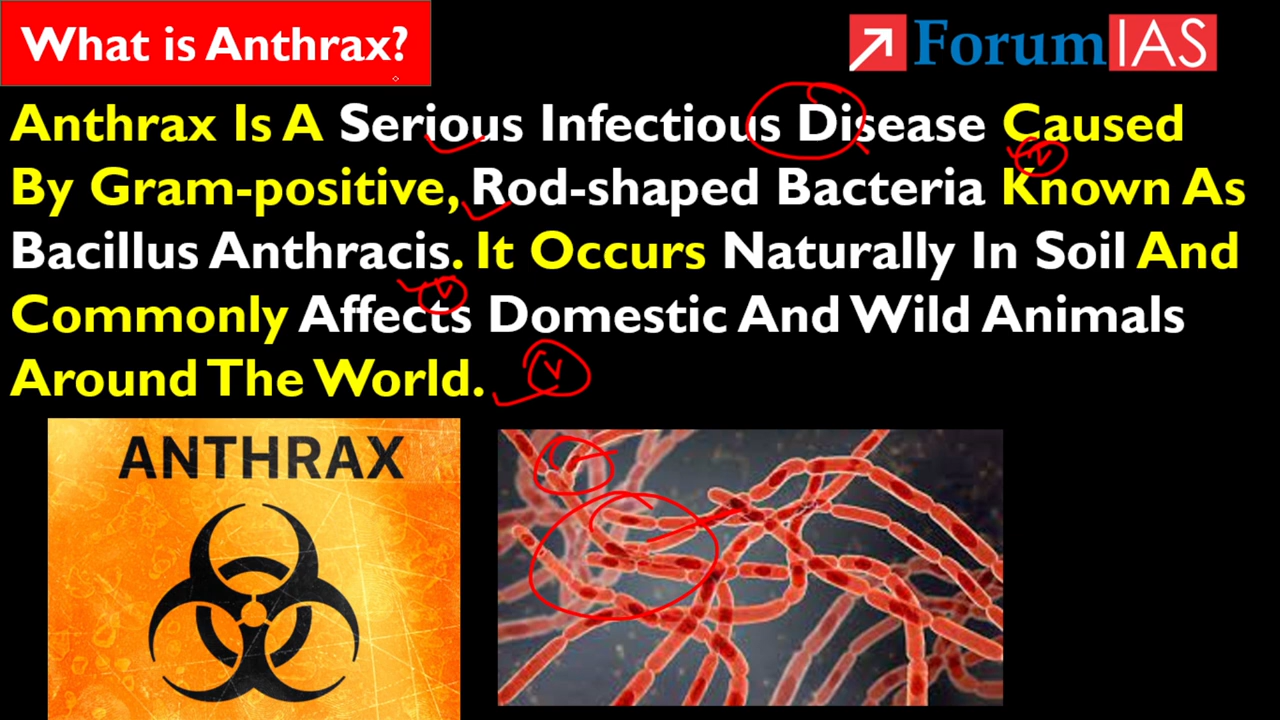 What is Anthrax?
ForumIAS
Anthrax Is A Serious Infectious Disease Caused
By Gram-positive, Rod-shaped Bacteria Known As
Bacillus Anthracis. It Occurs Naturally In Soil And
Commonly Affects Domestic And Wild Animals
Around The World.
ANTHRAX